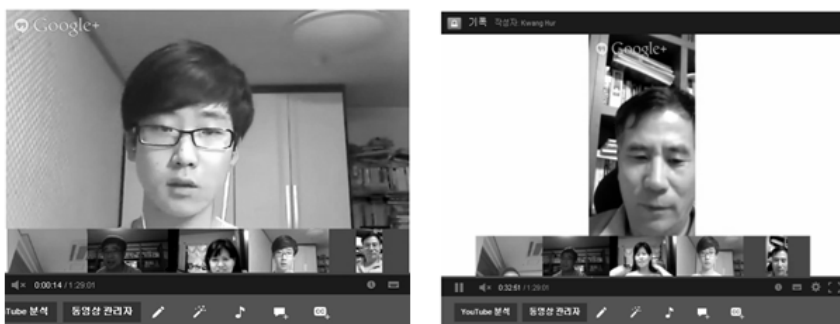 Google+
0:00:14 / 1:29:01
Tube 분석 동영상 관리자
기록 작성자: Kwang Hur
Google+
0:32:51 / 1:29:01
YouTube 분석 동영상 관리자